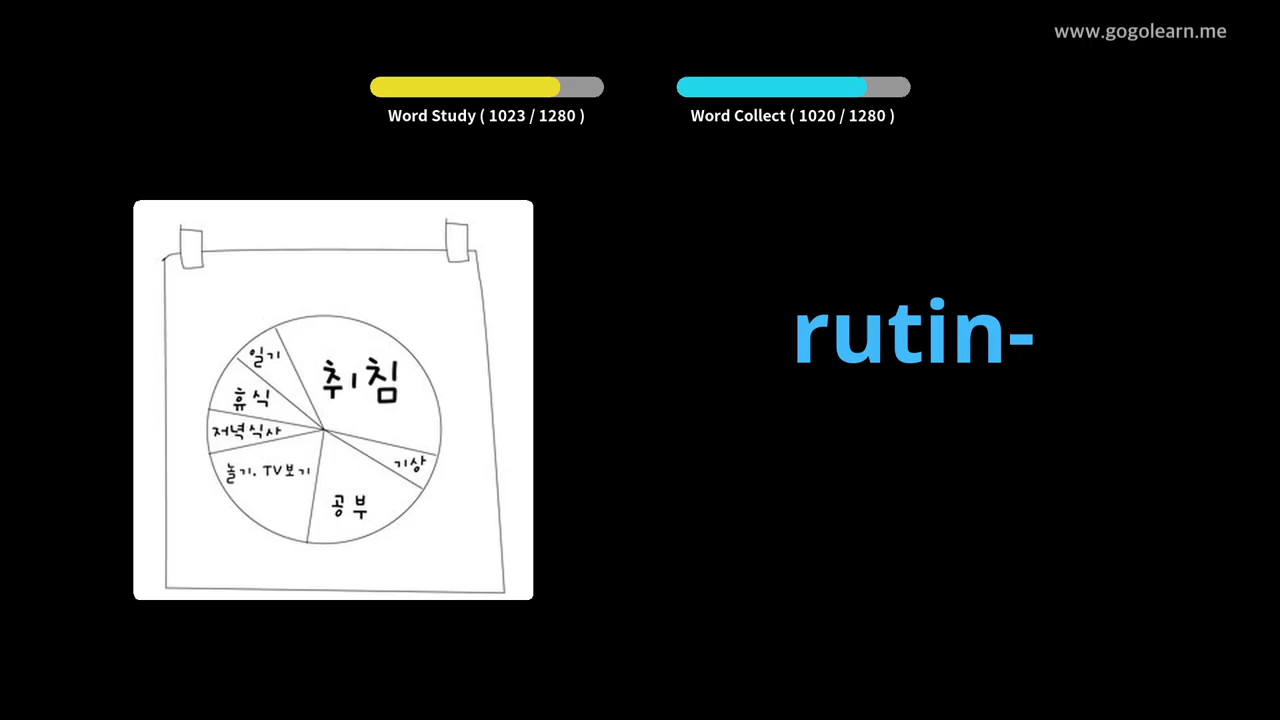 www.gogolearn.me
Word Study ( 1023 / 1280 )
Word Collect ( 1020 / 1280 )
일기
취침
휴식
저녁식사
기상
놀기. TV보기
공부
rutin-